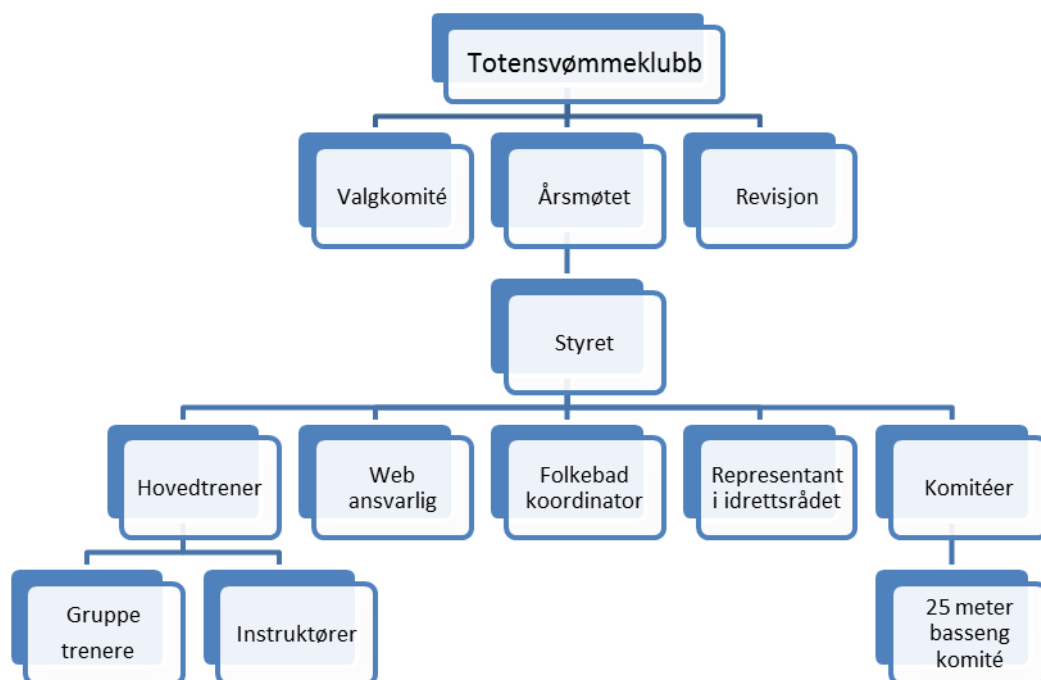 Totensvømmeklubb
Valgkomité
Årsmøtet
Revisjon
Styret
Hovedtrener
Web
ansvarlig
Folkebad
koordinator
Representant
i idrettsrådet
Komitéer
Gruppe
trenere
Instruktører
25 meter
basseng
komité